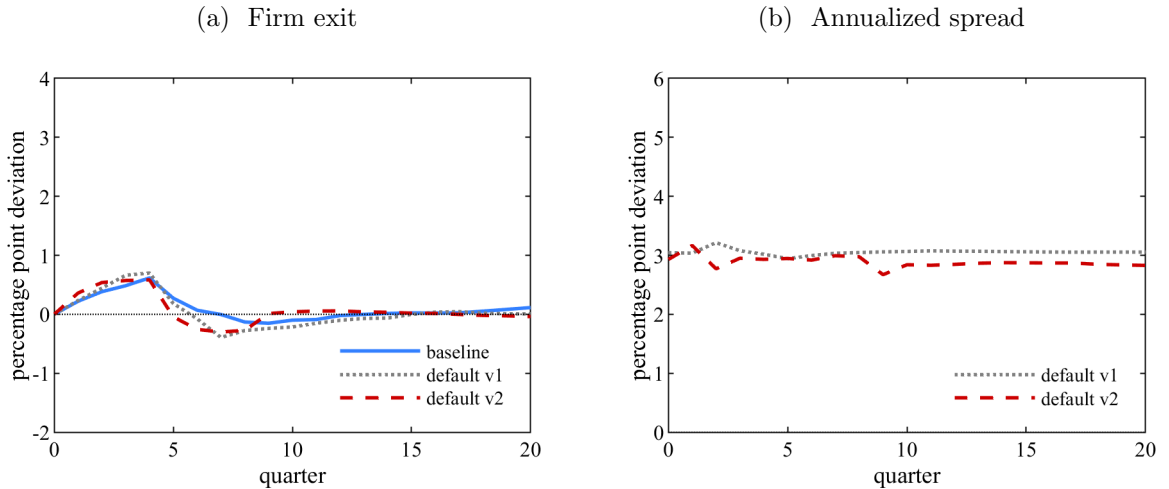 (a) Firm exit
percentage point deviation
4
3
2
1
0
-1
-2
0
5
10
15
20
quarter
baseline
default v1
default v2
(b) Annualized spread
percentage point deviation
6
5
4
3
2
1
0
0
5
10
15
20
quarter
default v1
default v2